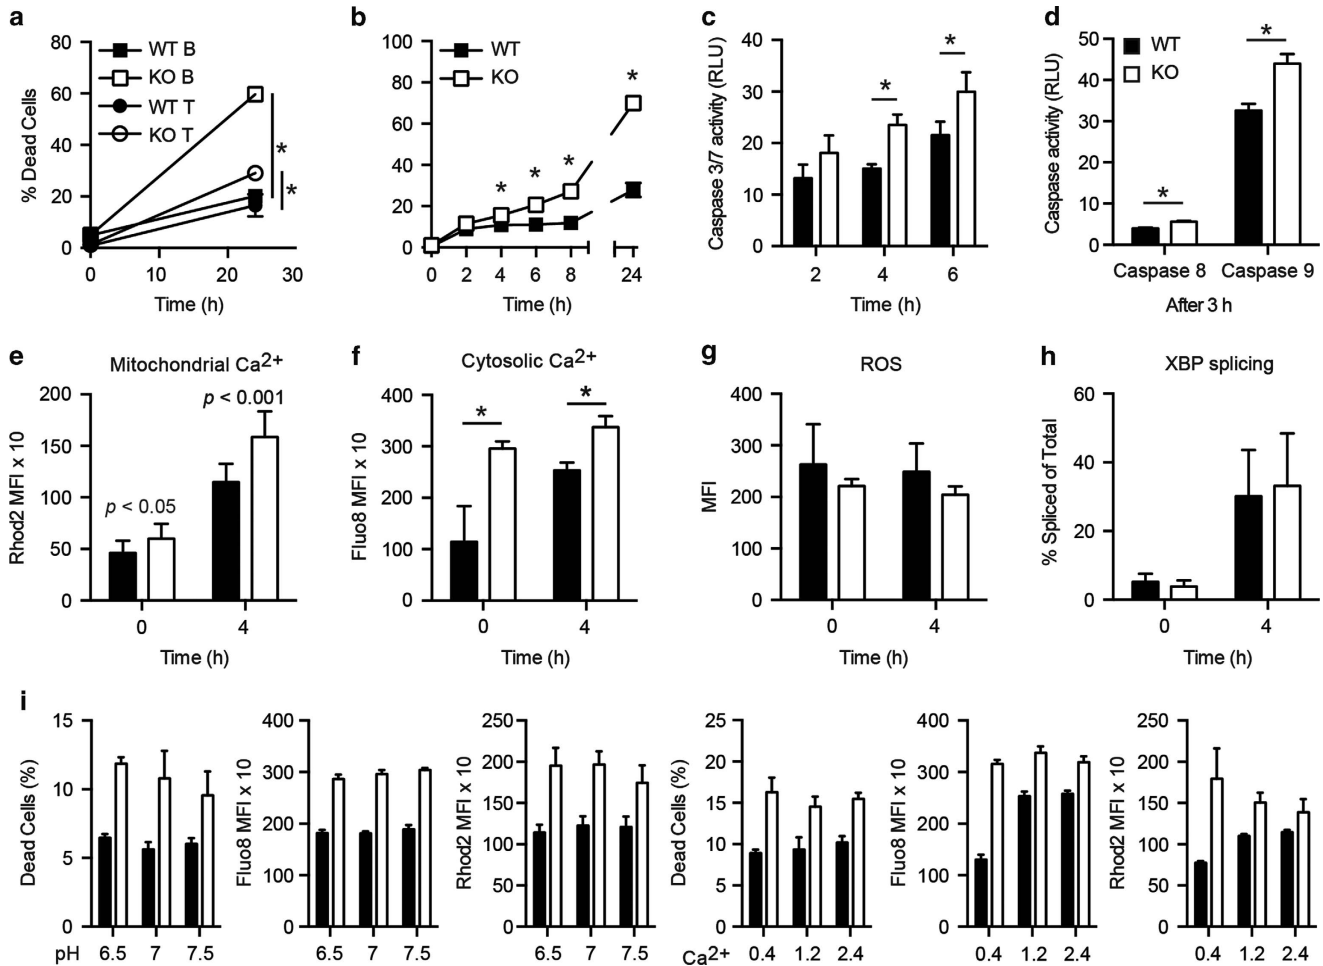 a
80
60
40
20
0
% Dead Cells
WT B
KO B
WT T
KO T
*
*
0 10 20 30
Time (h)
b
100
80
60
40
20
0
WT
KO
* * * *
0 2 4 6 8 24
Time (h)
c
Caspase 3/7 activity (RLU)
40
30
20
10
0
* *
2 4 6
Time (h)
d
Caspase activity (RLU)
50
40
30
20
10
0
WT
KO
* *
Caspase 8 Caspase 9
After 3 h
e
Mitochondrial Ca2+
Rhod2 MFI x 10
200
150
100
50
0
p < 0.05
p < 0.001
0 4
Time (h)
f
Cytosolic Ca2+
Fluo8 MFI x 10
400
300
200
100
0
* *
0 4
Time (h)
g
ROS
MFI
400
300
200
100
0
0 4
Time (h)
h
XBP splicing
% Spliced of Total
60
40
20
0
0 4
Time (h)
i
Dead Cells (%)
15
10
5
0
pH 6.5 7 7.5
Fluo8 MFI x 10
400
300
200
100
0
6.5 7 7.5
Rhod2 MFI x 10
250
200
150
100
50
0
6.5 7 7.5
Dead Cells (%)
25
20
15
10
5
0
Ca2+ 0.4 1.2 2.4
Fluo8 MFI x 10
400
300
200
100
0
0.4 1.2 2.4
Rhod2 MFI x 10
250
200
150
100
50
0
0.4 1.2 2.4